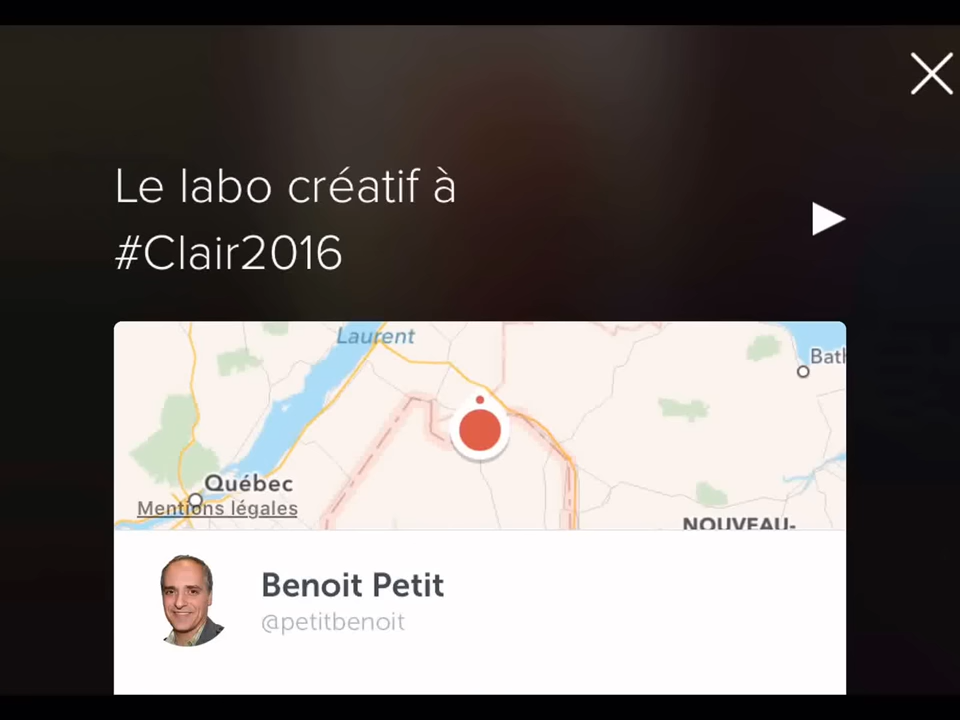 Le labo créatif à
#Clair2016
Laurent
Bath
Québec
Mentions légales
NOUVEAU-
Benoit Petit
@petitbenoit